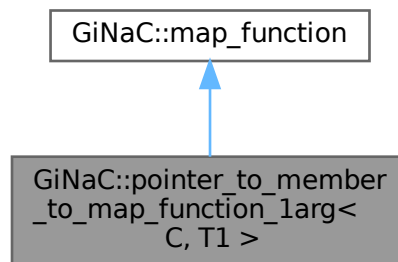 GiNaC::map_function
GiNaC::pointer_to_member
_to_map_function_1arg<
C, T1 >